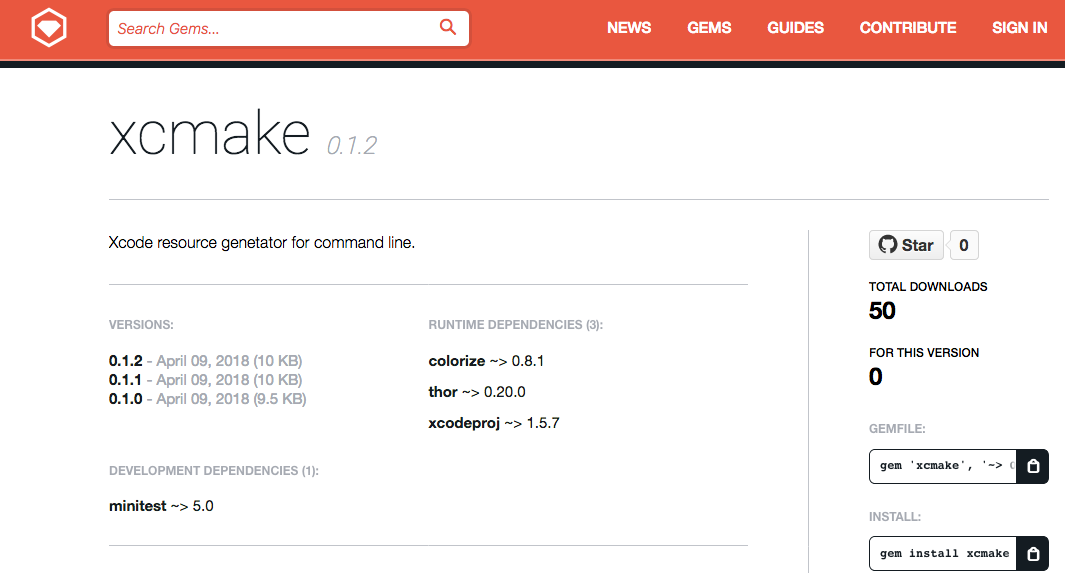 Search Gems...
NEWS
GEMS
GUIDES
CONTRIBUTE
SIGN IN
xcmake 0.1.2
Xcode resource genetator for command line.
VERSIONS:
0.1.2 - April 09, 2018 (10 KB)
0.1.1 - April 09, 2018 (10 KB)
0.1.0 - April 09, 2018 (9.5 KB)
RUNTIME DEPENDENCIES (3):
colorize ~> 0.8.1
thor ~> 0.20.0
xcodeproj ~> 1.5.7
DEVELOPMENT DEPENDENCIES (1):
minitest ~> 5.0
Star 0
TOTAL DOWNLOADS
50
FOR THIS VERSION
0
GEMFILE:
gem 'xcmake', '~>
INSTALL:
gem install xcmake